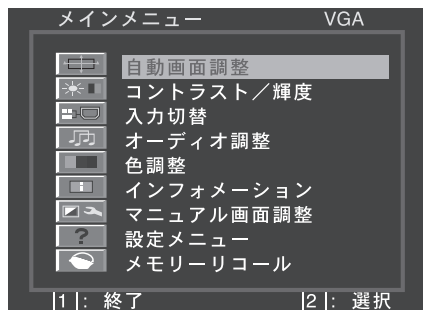 メインメニュー VGA
自動画面調整
コントラスト／輝度
入力切替
オーディオ調整
色調整
インフォメーション
マニュアル画面調整
設定メニュー
メモリーリコール
|1|: 終了 |2|: 選択